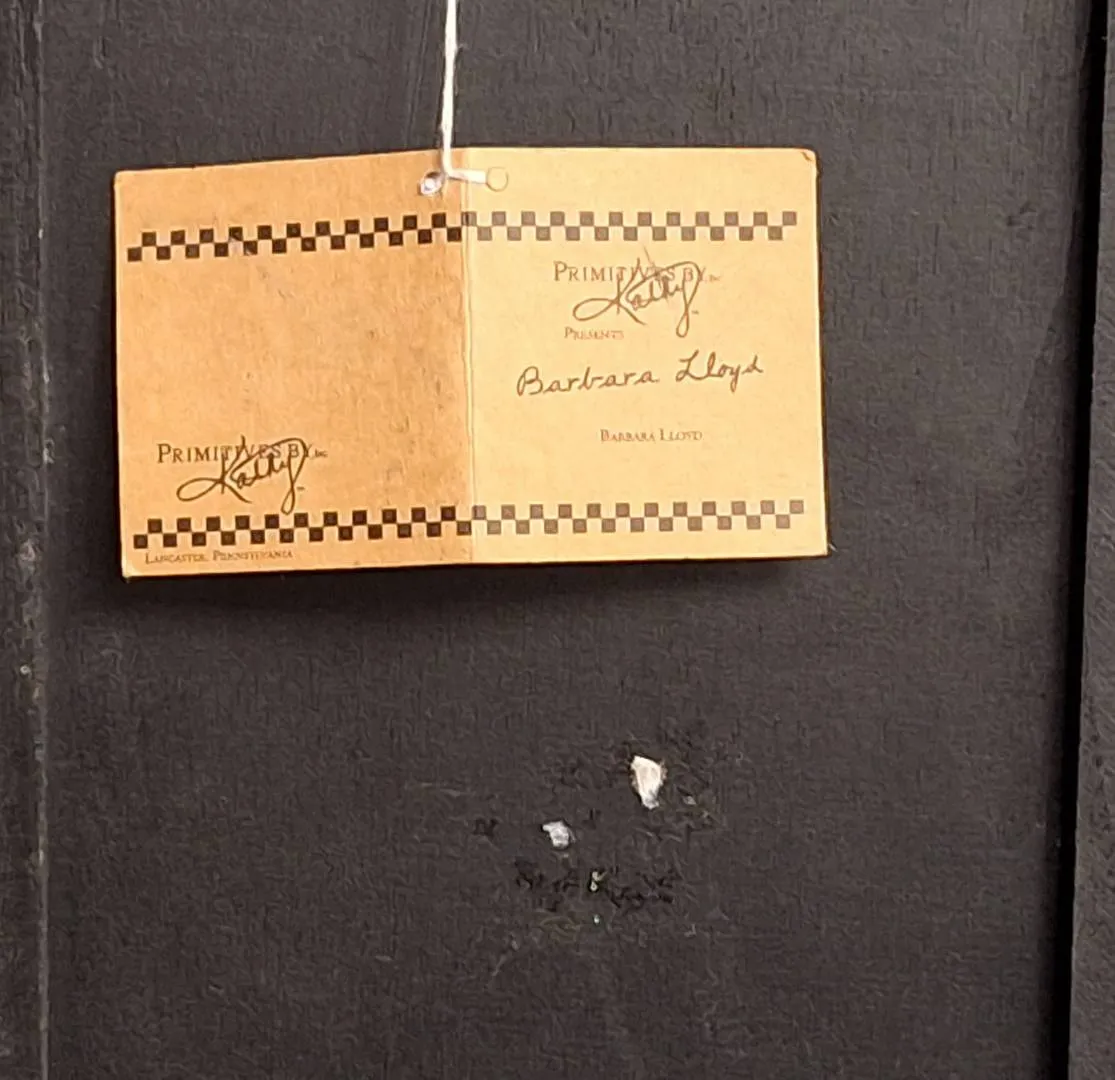 PRIMITIVES BY INC
Kathy
LANCASTER, PENNSYLVANIA
PRIMITIVES BY INC
Kathy
PRESENTS
Barbara Lloyd
BARBARA LLOYD